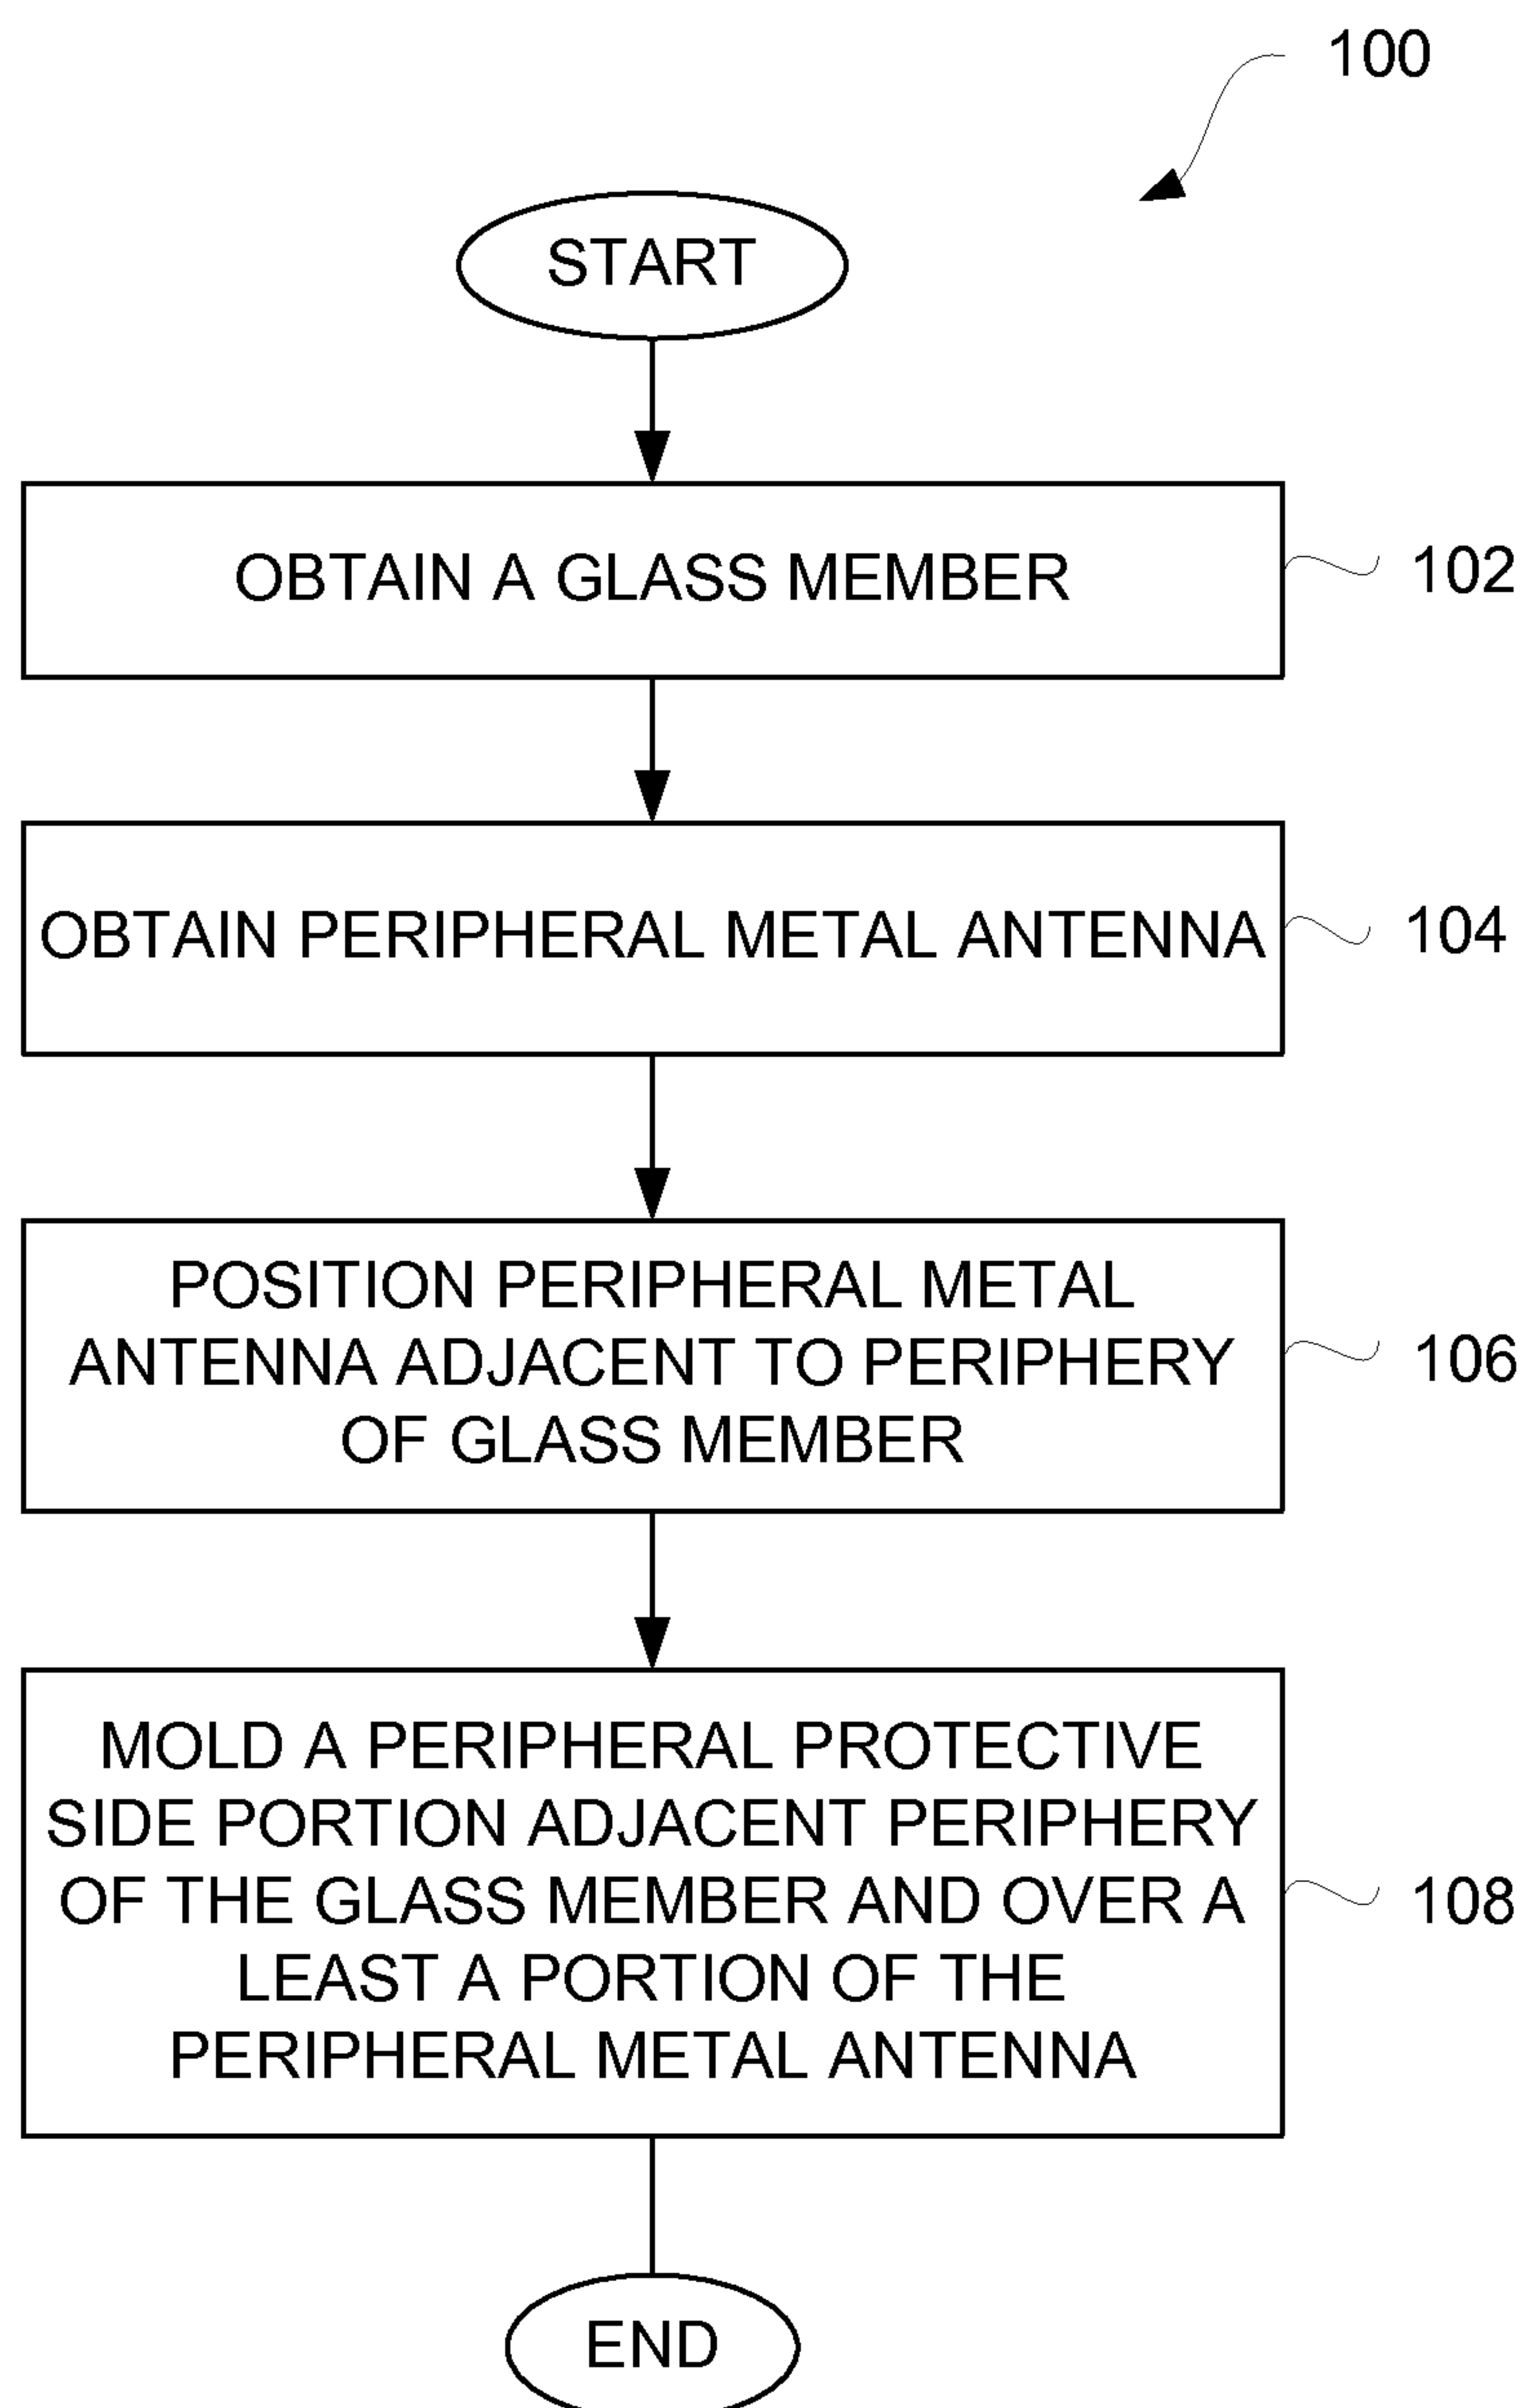 100
START
OBTAIN A GLASS MEMBER
102
OBTAIN PERIPHERAL METAL ANTENNA
104
POSITION PERIPHERAL METAL
ANTENNA ADJACENT TO PERIPHERY
OF GLASS MEMBER
106
MOLD A PERIPHERAL PROTECTIVE
SIDE PORTION ADJACENT PERIPHERY
OF THE GLASS MEMBER AND OVER A
LEAST A PORTION OF THE
PERIPHERAL METAL ANTENNA
108
END